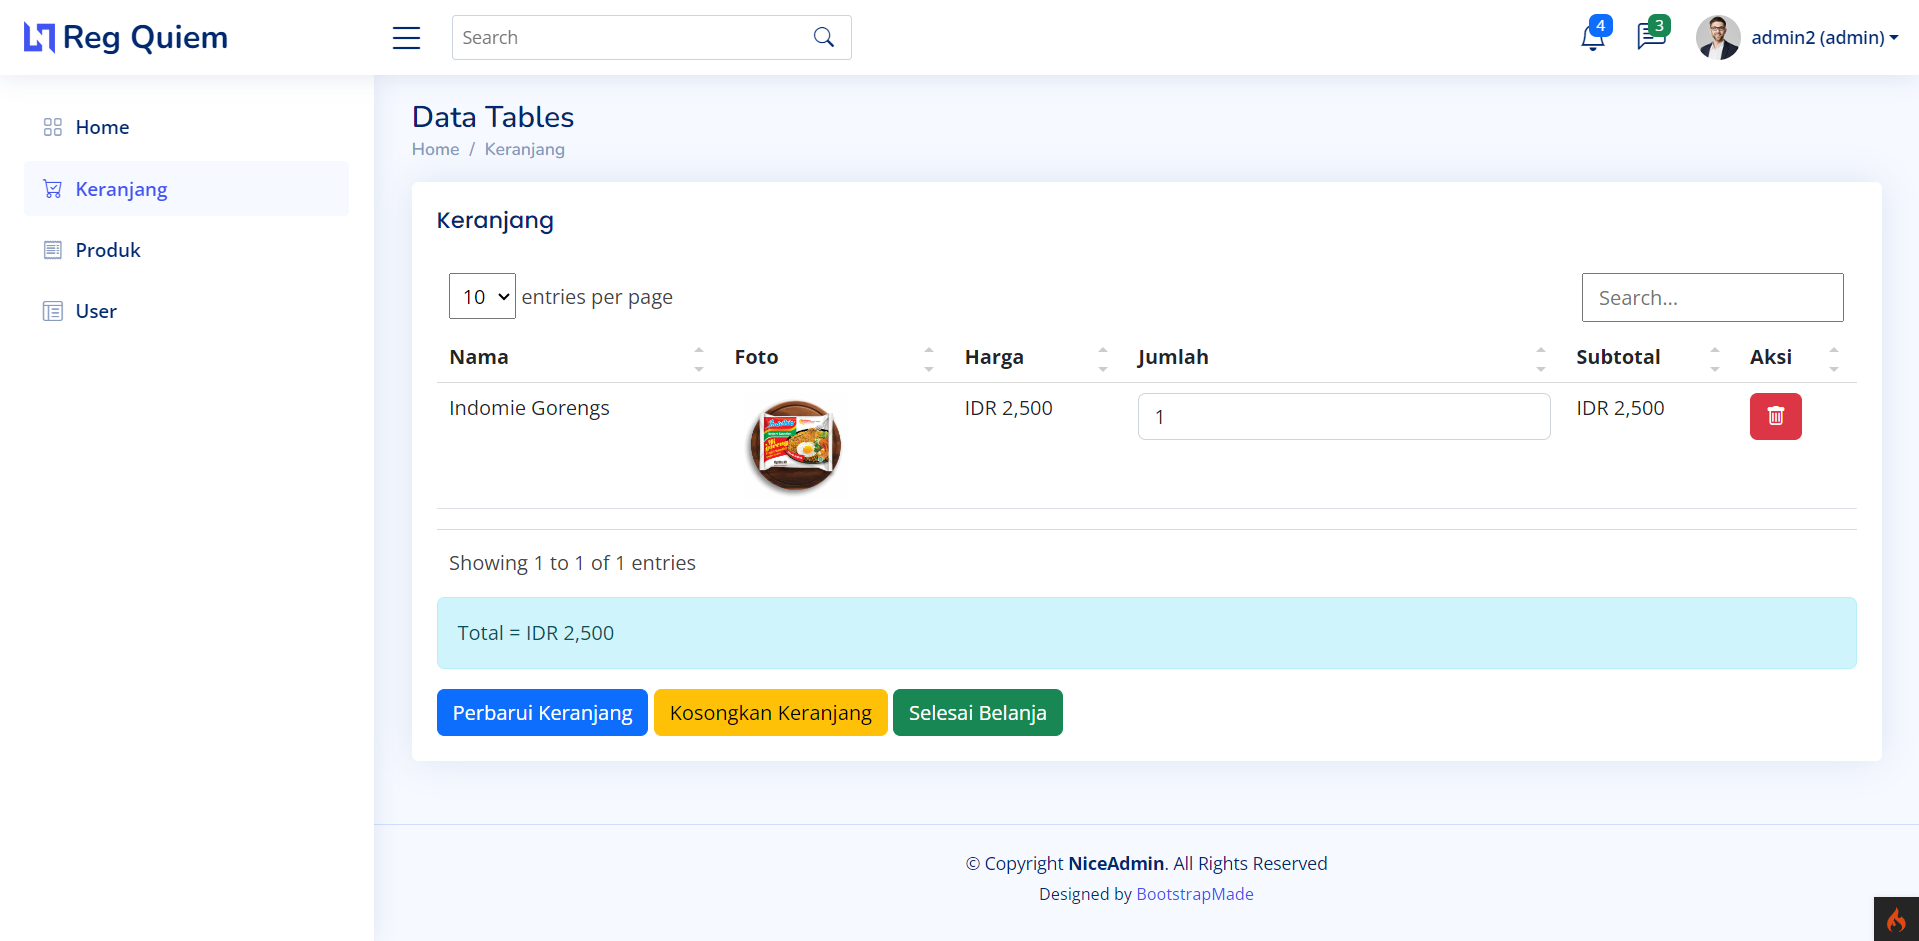 Reg Quiem
Search
4
3
admin2 (admin)
Home
Keranjang
Produk
User
Data Tables
Home / Keranjang
Keranjang
10 entries per page
Search...
Nama Foto Harga Jumlah Subtotal Aksi
Indomie Gorengs IDR 2,500 1 IDR 2,500
Showing 1 to 1 of 1 entries
Total = IDR 2,500
Perbarui Keranjang Kosongkan Keranjang Selesai Belanja
© Copyright NiceAdmin. All Rights Reserved
Designed by BootstrapMade